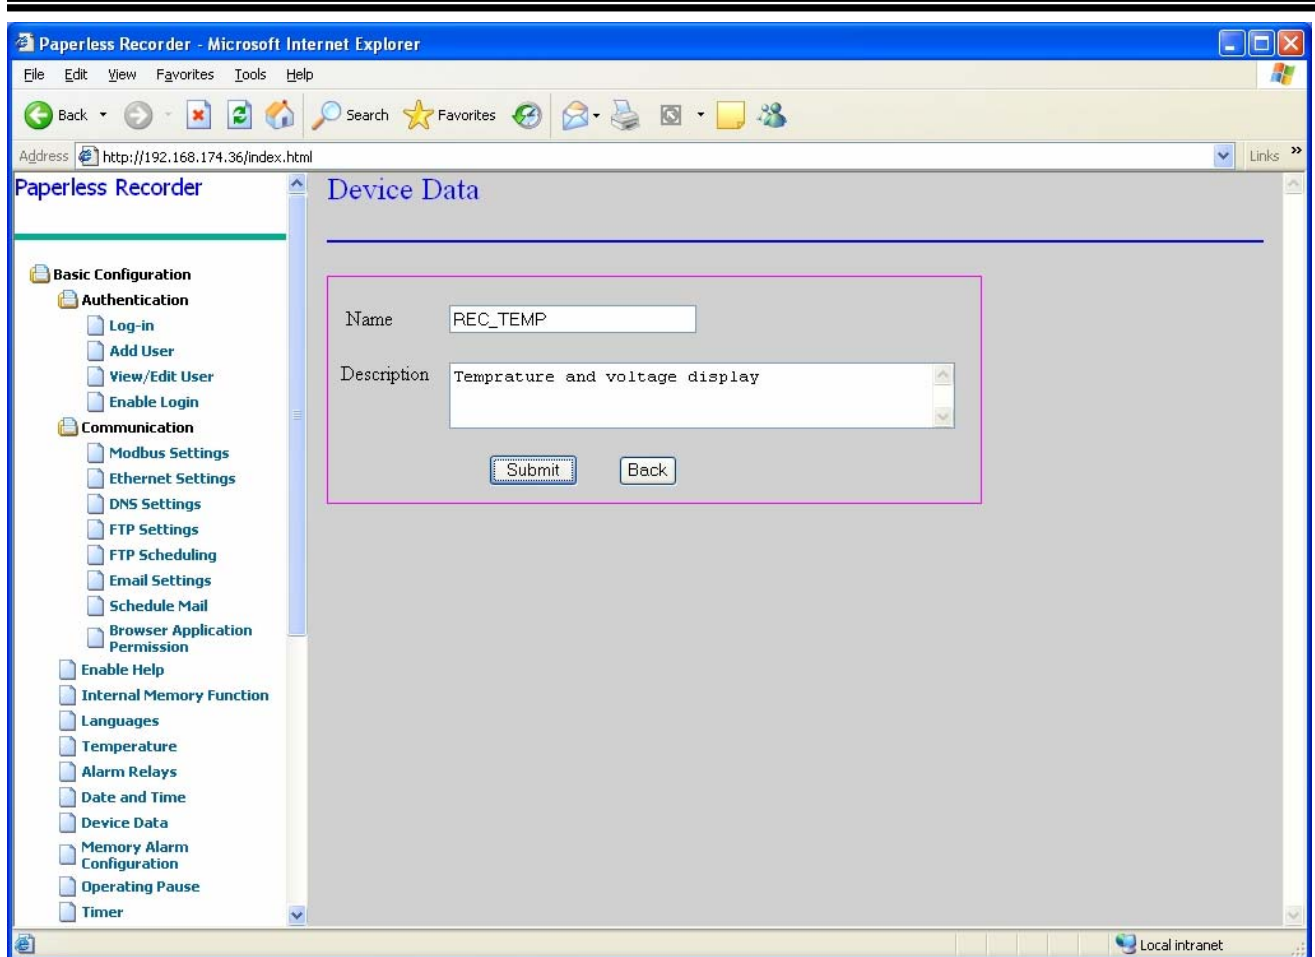 Paperless Recorder - Microsoft Internet Explorer
File Edit View Favorites Tools Help
Back Search Favorites
Address http://192.168.174.36/index.html Links »
Paperless Recorder
Basic Configuration
Authentication
Log-in
Add User
View/Edit User
Enable Login
Communication
Modbus Settings
Ethernet Settings
DNS Settings
FTP Settings
FTP Scheduling
Email Settings
Schedule Mail
Browser Application
Permission
Enable Help
Internal Memory Function
Languages
Temperature
Alarm Relays
Date and Time
Device Data
Memory Alarm
Configuration
Operating Pause
Timer
Device Data
Name REC_TEMP
Description Temprature and voltage display
Submit Back
Local intranet